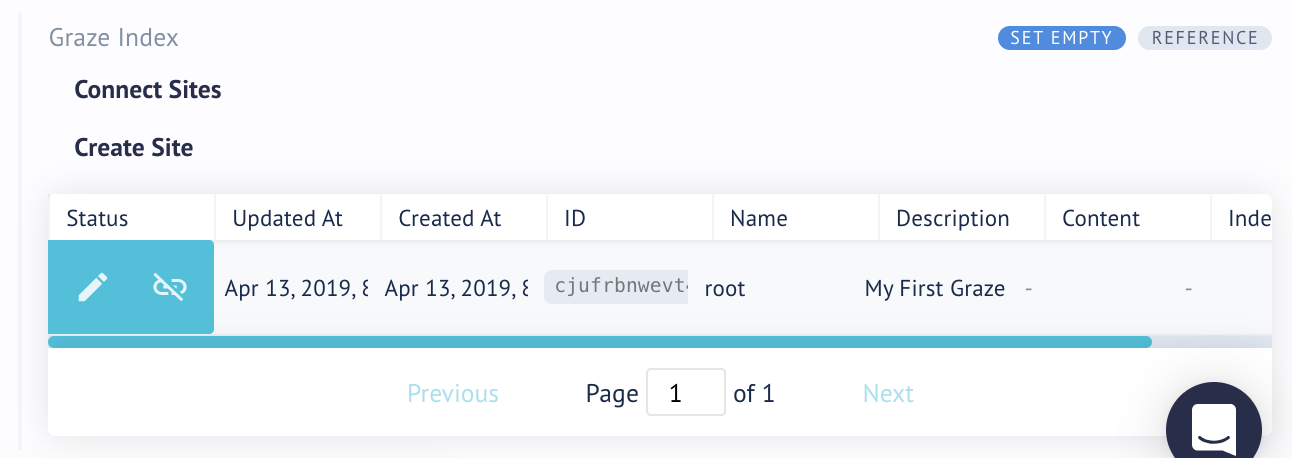 Graze Index SET EMPTY REFERENCE
Connect Sites
Create Site
Status Updated At Created At ID Name Description Content Inde
Apr 13, 2019, 8 Apr 13, 2019, 8 cjufrbnwevt root My First Graze - -
Previous Page 1 of 1 Next